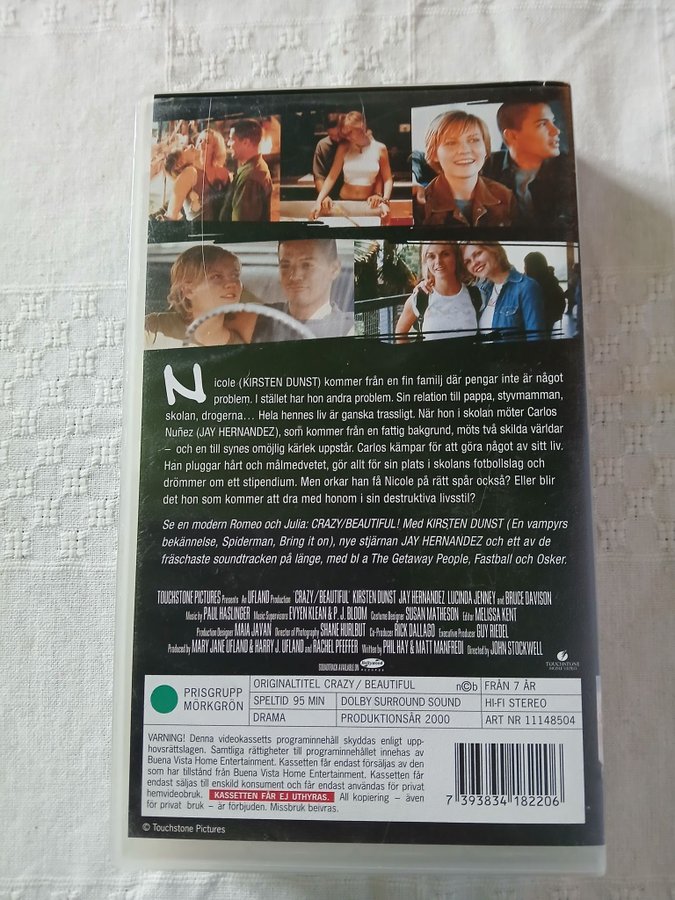 Nicole (KIRSTEN DUNST) kommer från en fin familj där pengar inte är något
problem. I stället har hon andra problem. Sin relation till pappa, styvmamman,
skolan, drogerna... Hela hennes liv är ganska trassligt. När hon i skolan möter Carlos
Nuñez (JAY HERNANDEZ), som kommer från en fattig bakgrund, möts två skilda världar
– och en till synes omöjlig kärlek uppstår. Carlos kämpar för att göra något av sitt liv.
Han pluggar hårt och målmedvetet, gör allt för sin plats i skolans fotbollslag och
drömmer om ett stipendium. Men orkar han få Nicole på rätt spår också? Eller blir
det hon som kommer att dra med honom i sin destruktiva livsstil?
Se en modern Romeo och Julia: CRAZY/BEAUTIFUL! Med KIRSTEN DUNST (En vampyrs
bekännelse, Spiderman, Bring it on), nye stjärnan JAY HERNANDEZ och ett av de
fräschaste soundtracken på länge, med bl a The Getaway People, Fastball och Osker.
TOUCHSTONE PICTURES Presents An UFLAND Production CRAZY/BEAUTIFUL KIRSTEN DUNST JAY HERNANDEZ LUCINDA JENNEY and BRUCE DAVISON
Music by PAUL HASLINGER Music Supervisors EVYEN KLEAN & P. J. BLOOM Costume Designer SUSAN MATHESON Editor MELISSA KENT
Production Designer MAIA JAVAN Director of Photography SHANE HURLBUT Co-Producer RICK DALLAGO Executive Producer GUY RIEDEL
Produced by MARY JANE UFLAND & HARRY J. UFLAND and RACHEL PFEFFER Written by PHIL HAY & MATT MANFREDI Directed by JOHN STOCKWELL
SOUNDTRACK AVAILABLE ON hollywood RECORDS
TOUCHSTONE
HOME VIDEO
PRISGRUPP
MÖRKGRÖN
ORIGINALTITEL CRAZY / BEAUTIFUL n©b FRÅN 7 ÅR
SPELTID 95 MIN DOLBY SURROUND SOUND HI-FI STEREO
DRAMA PRODUKTIONSÅR 2000 ART NR 11148504
VARNING! Denna videokassetts programinnehåll skyddas enligt upp-
hovsrättslagen. Samtliga rättigheter till programinnehållet innehas av
Buena Vista Home Entertainment. Kassetten får endast försäljas av den
som har tillstånd från Buena Vista Home Entertainment. Kassetten får
endast säljas till enskild konsument och får endast användas för privat
hemvideobruk. KASSETTEN FÅR EJ UTHYRAS. All kopiering – även
för privat bruk – är förbjuden. Missbruk beivras.
7 393834 182206
© Touchstone Pictures